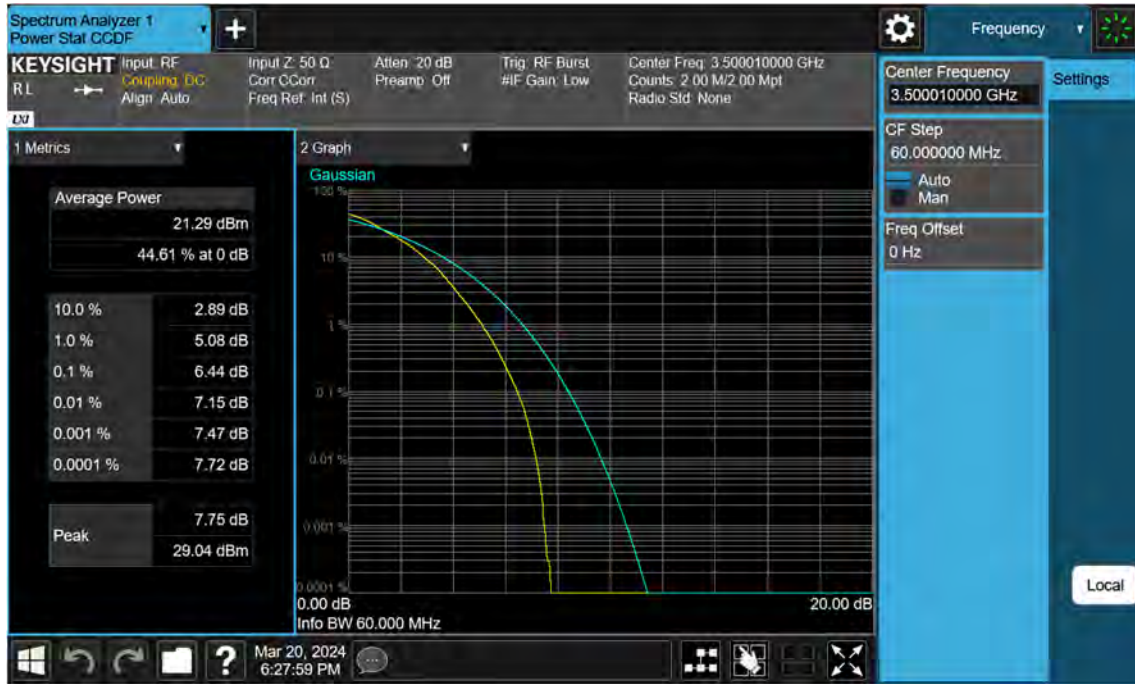 Spectrum Analyzer 1
Power Stat CCDF
Frequency
KEYSIGHT
RL
LXI
Input: RF
Coupling: DC
Align: Auto
Input Z: 50 Ω
Corr CCorr
Freq Ref: Int (S)
Atten: 20 dB
Preamp: Off
Trig: RF Burst
#IF Gain: Low
Center Freq: 3.500010000 GHz
Counts: 2.00 M/2.00 Mpt
Radio Std: None
Center Frequency
3.500010000 GHz
Settings
CF Step
60.000000 MHz
Auto
Man
Freq Offset
0 Hz
Local
1 Metrics
Average Power
21.29 dBm
44.61 % at 0 dB
10.0 % 2.89 dB
1.0 % 5.08 dB
0.1 % 6.44 dB
0.01 % 7.15 dB
0.001 % 7.47 dB
0.0001 % 7.72 dB
Peak
7.75 dB
29.04 dBm
2 Graph
Gaussian
100 %
10 %
1 %
0.1 %
0.01 %
0.001 %
0.0001 %
0.00 dB
20.00 dB
Info BW 60.000 MHz
?
Mar 20, 2024
6:27:59 PM